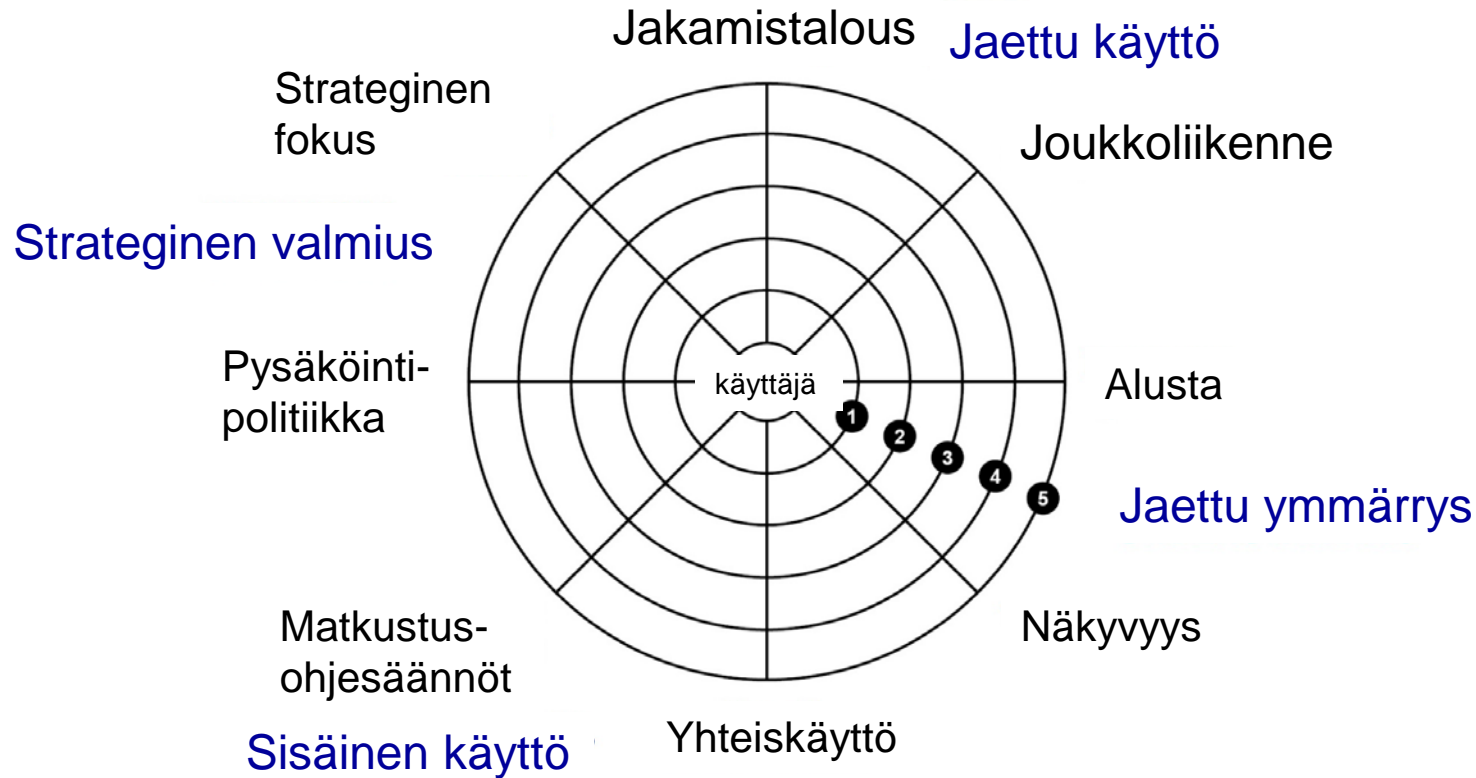 Jakamistalous
Jaettu käyttö
Strateginen
fokus
Joukkoliikenne
Strateginen valmius
Pysäköinti-
politiikka
käyttäjä
Alusta
1
2
3
4
5
Jaettu ymmärrys
Matkustus-
ohjesäännöt
Näkyvyys
Sisäinen käyttö
Yhteiskäyttö